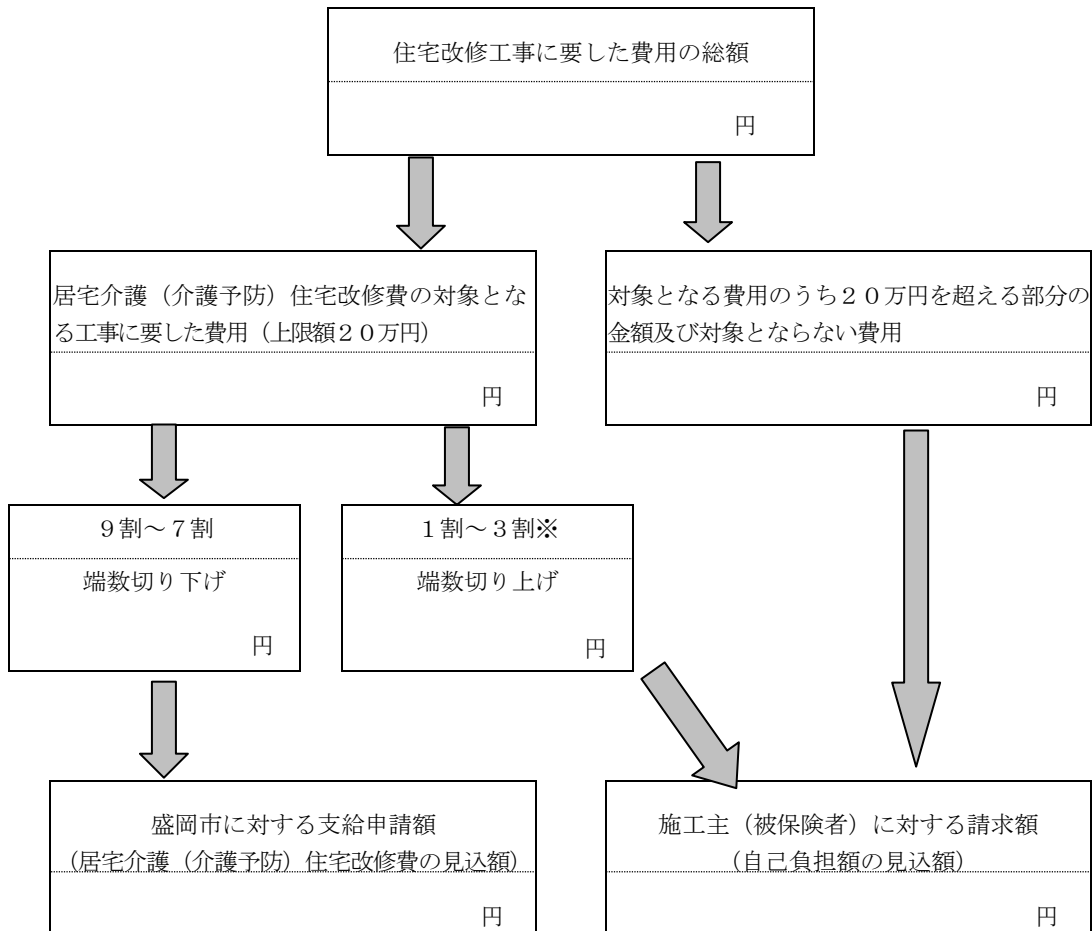 住宅改修工事に要した費用の総額
円
居宅介護（介護予防）住宅改修費の対象とな
る工事に要した費用（上限額２０万円）
円
対象となる費用のうち２０万円を超える部分の
金額及び対象とならない費用
円
９割～７割
端数切り下げ
円
１割～３割※
端数切り上げ
円
盛岡市に対する支給申請額
（居宅介護（介護予防）住宅改修費の見込額）
円
施工主（被保険者）に対する請求額
（自己負担額の見込額）
円